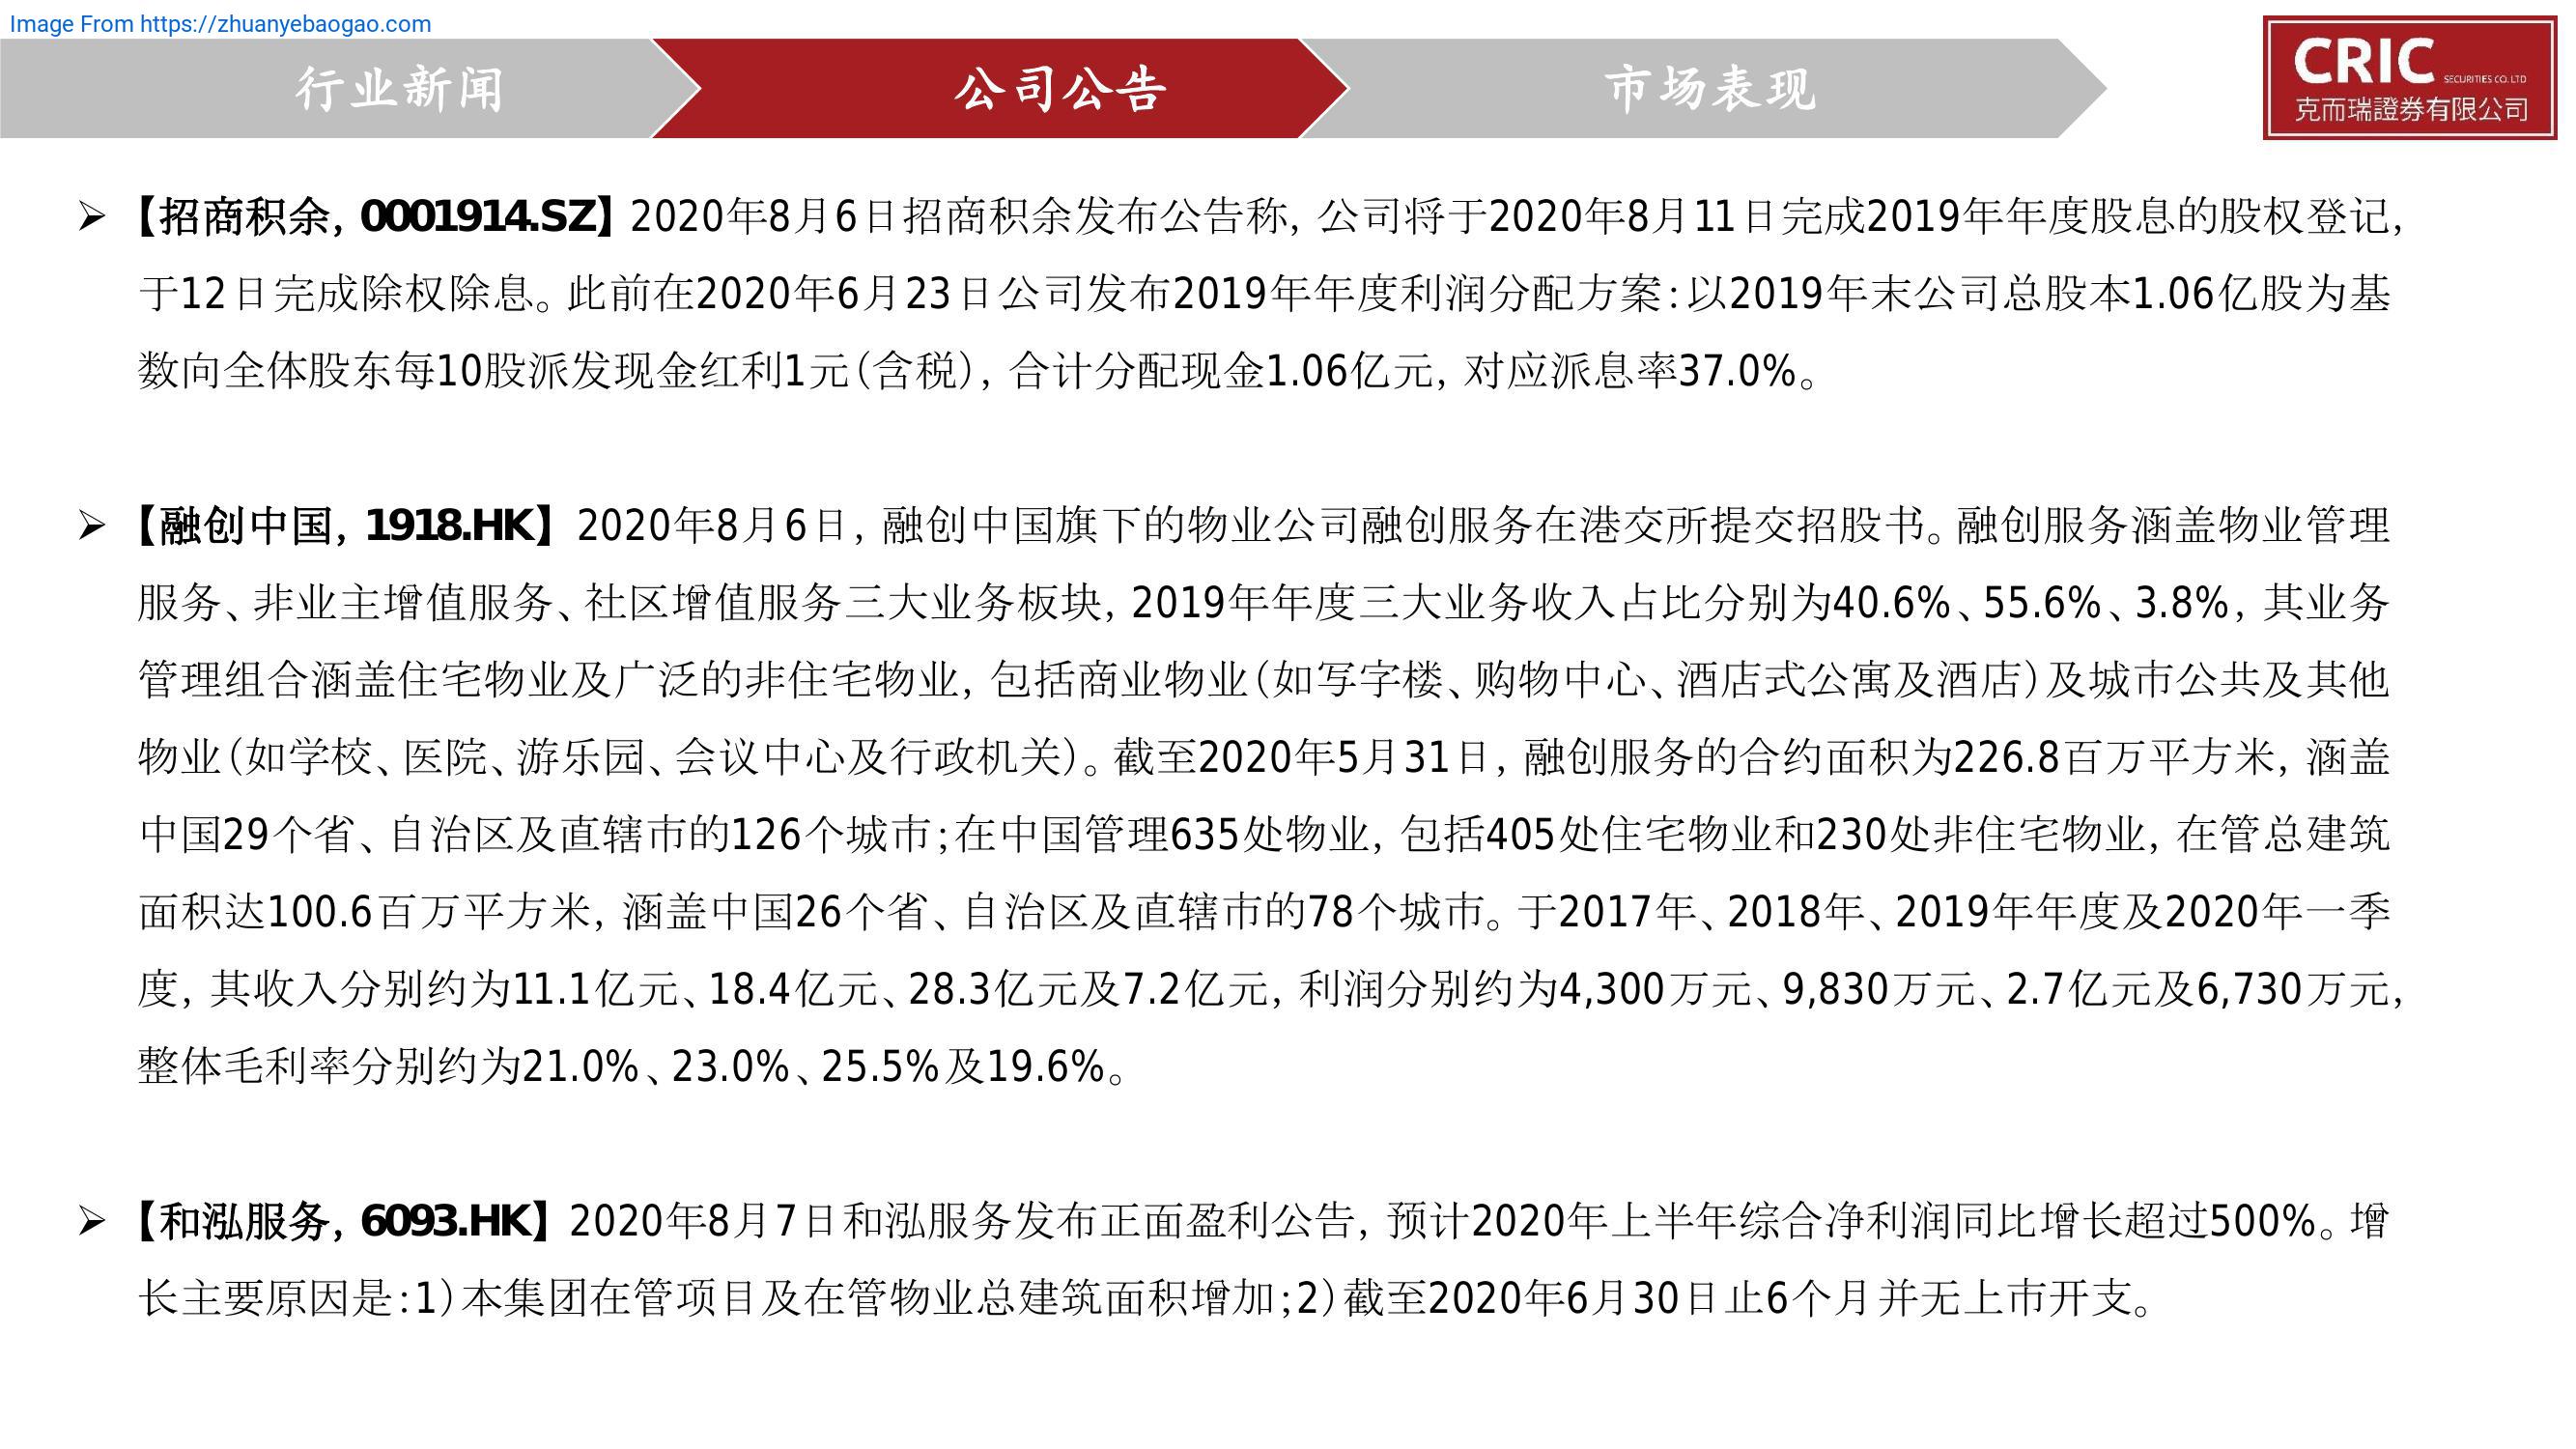 Image From https://zhuanyebaogao.com
行业新闻
公司公告
市场表现
CRIC SECURITIES CO. LTD
克而瑞證券有限公司
➢【招商积余，0001914.SZ】2020年8月6日招商积余发布公告称，公司将于2020年8月11日完成2019年年度股息的股权登记，
于12日完成除权除息。此前在2020年6月23日公司发布2019年年度利润分配方案：以2019年末公司总股本1.06亿股为基
数向全体股东每10股派发现金红利1元（含税），合计分配现金1.06亿元，对应派息率37.0%。
➢【融创中国，1918.HK】2020年8月6日，融创中国旗下的物业公司融创服务在港交所提交招股书。融创服务涵盖物业管理
服务、非业主增值服务、社区增值服务三大业务板块，2019年年度三大业务收入占比分别为40.6%、55.6%、3.8%，其业务
管理组合涵盖住宅物业及广泛的非住宅物业，包括商业物业（如写字楼、购物中心、酒店式公寓及酒店）及城市公共及其他
物业（如学校、医院、游乐园、会议中心及行政机关）。截至2020年5月31日，融创服务的合约面积为226.8百万平方米，涵盖
中国29个省、自治区及直辖市的126个城市；在中国管理635处物业，包括405处住宅物业和230处非住宅物业，在管总建筑
面积达100.6百万平方米，涵盖中国26个省、自治区及直辖市的78个城市。于2017年、2018年、2019年年度及2020年一季
度，其收入分别约为11.1亿元、18.4亿元、28.3亿元及7.2亿元，利润分别约为4,300万元、9,830万元、2.7亿元及6,730万元，
整体毛利率分别约为21.0%、23.0%、25.5%及19.6%。
➢【和泓服务，6093.HK】2020年8月7日和泓服务发布正面盈利公告，预计2020年上半年综合净利润同比增长超过500%。增
长主要原因是：1）本集团在管项目及在管物业总建筑面积增加；2）截至2020年6月30日止6个月并无上市开支。